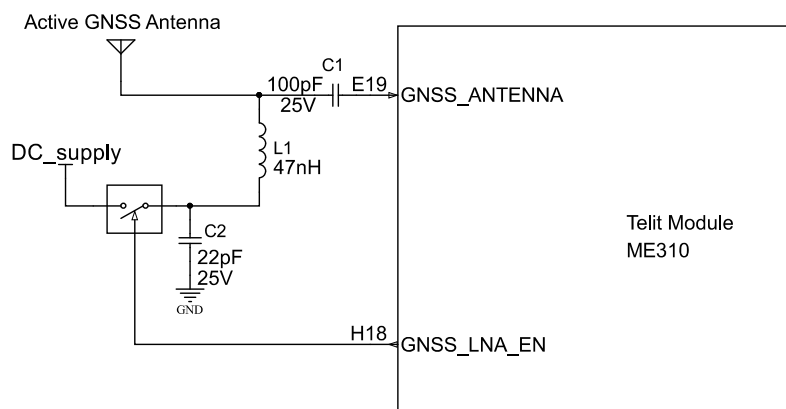 Active GNSS Antenna
C1
100pF
25V
E19
GNSS_ANTENNA
L1
47nH
DC_supply
C2
22pF
25V
GND
Telit Module
ME310
H18
GNSS_LNA_EN